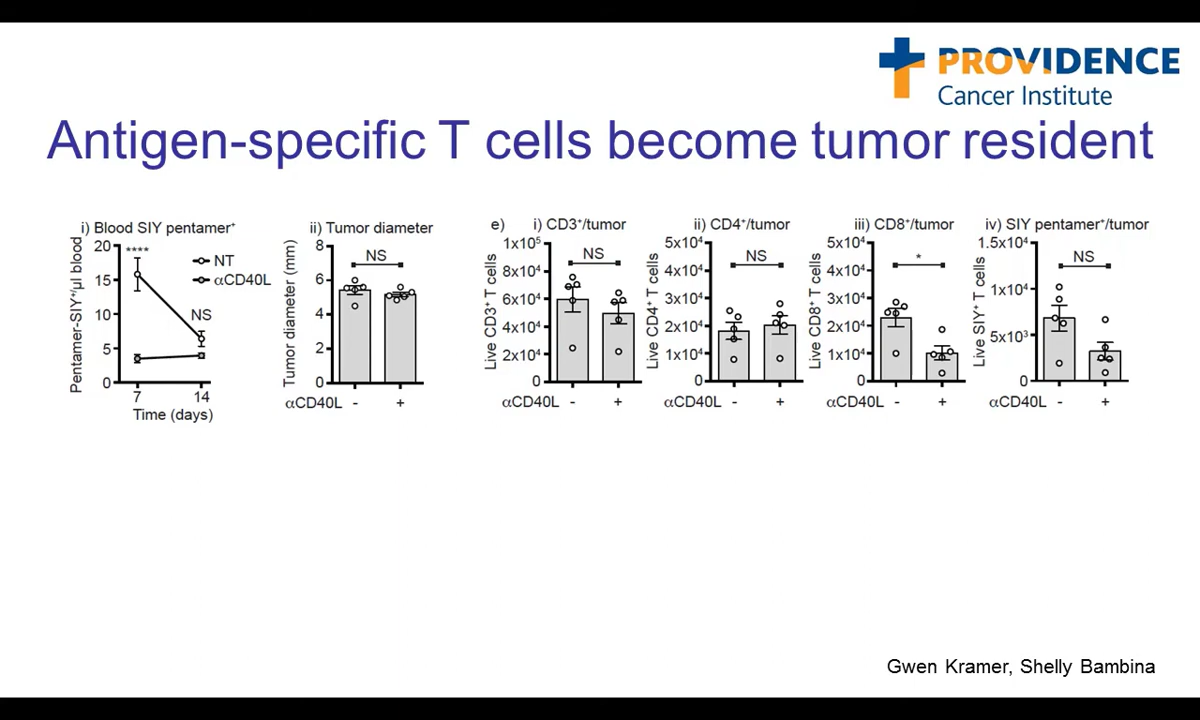 PROVIDENCE
Cancer Institute
Antigen-specific T cells become tumor resident
i) Blood SIY pentamer⁺
Pentamer-SIY⁺/µl blood
20
15
10
5
0
****
NS
NT
αCD40L
7
14
Time (days)
ii) Tumor diameter
Tumor diameter (mm)
8
6
4
2
0
NS
αCD40L - +
e)
i) CD3⁺/tumor
Live CD3⁺ T cells
1x10⁵
8x10⁴
6x10⁴
4x10⁴
2x10⁴
0
NS
αCD40L - +
ii) CD4⁺/tumor
Live CD4⁺ T cells
5x10⁴
4x10⁴
3x10⁴
2x10⁴
1x10⁴
0
NS
αCD40L - +
iii) CD8⁺/tumor
Live CD8⁺ T cells
5x10⁴
4x10⁴
3x10⁴
2x10⁴
1x10⁴
0
*
αCD40L - +
iv) SIY pentamer⁺/tumor
Live SIY⁺ T cells
1.5x10⁴
1x10⁴
5x10³
0
NS
αCD40L - +
Gwen Kramer, Shelly Bambina